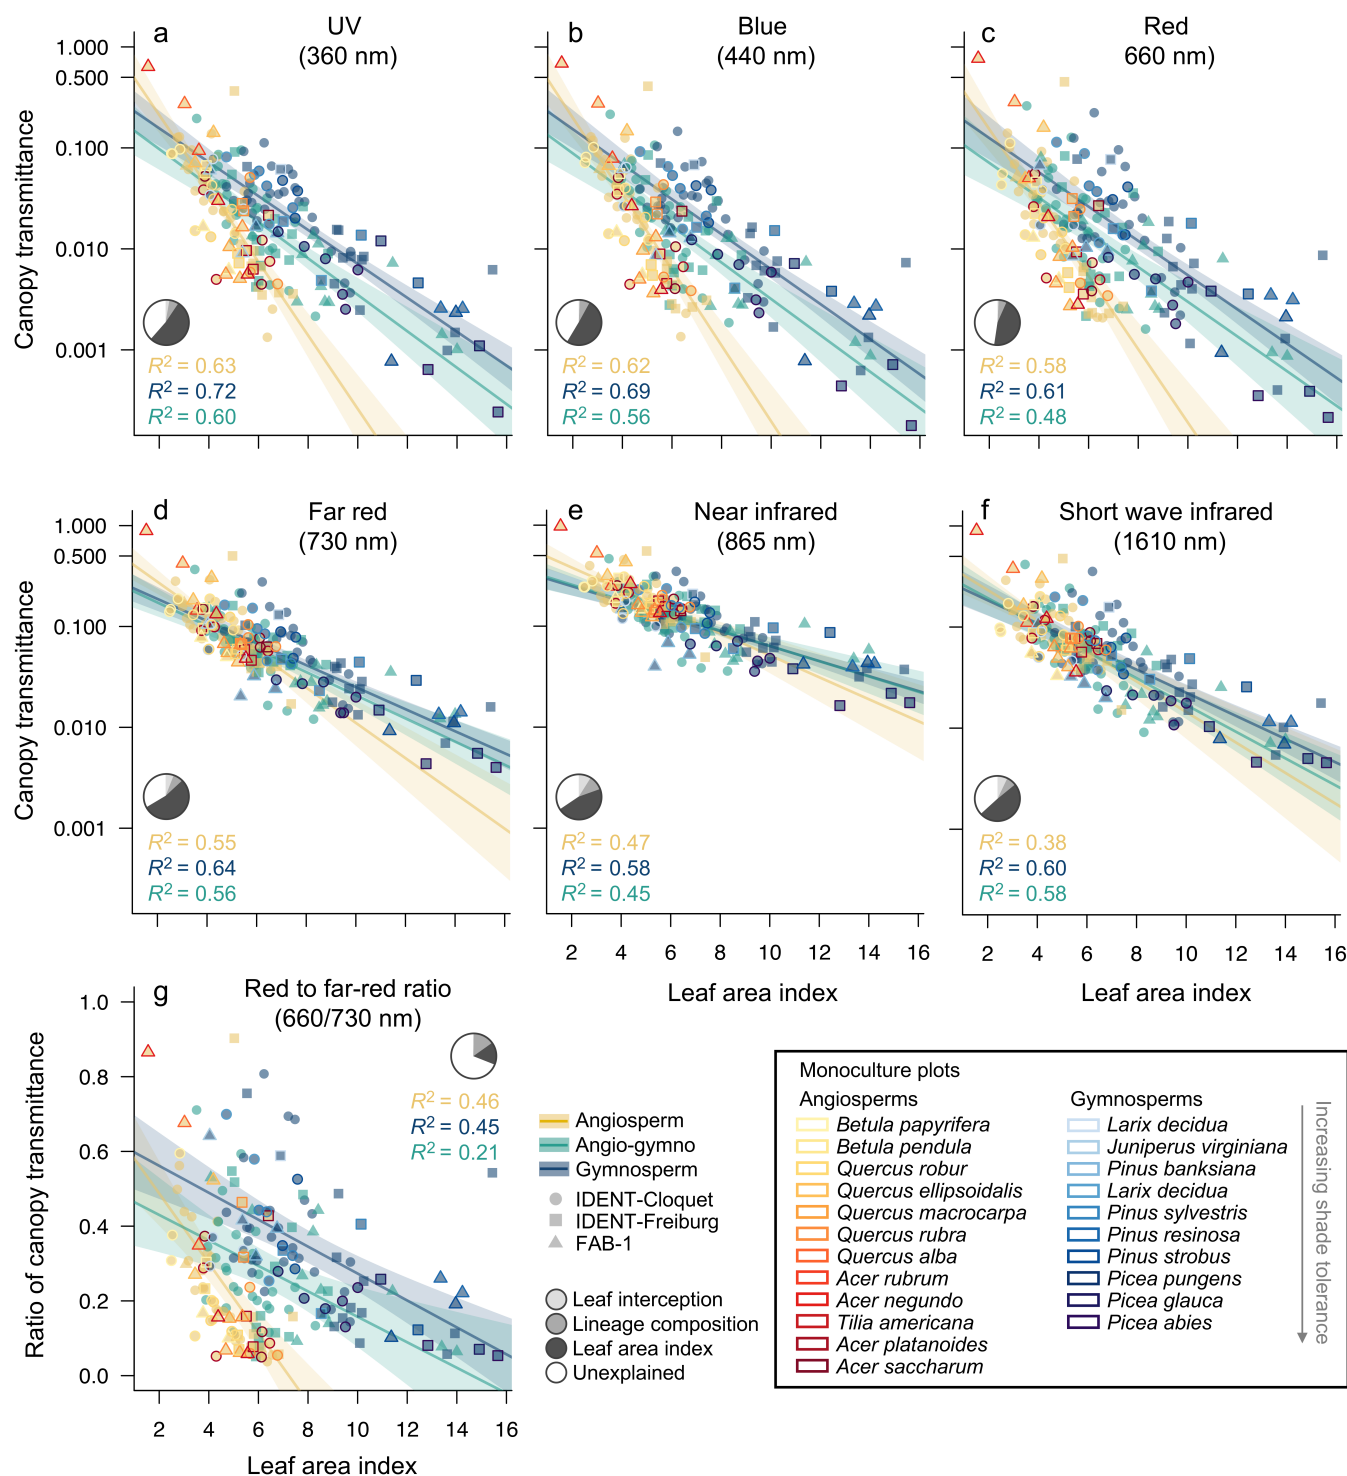 a
UV
(360 nm)
b
Blue
(440 nm)
c
Red
660 nm)
Canopy transmittance
1.000
0.500
0.100
0.010
0.001
R² = 0.63
R² = 0.72
R² = 0.60
R² = 0.62
R² = 0.69
R² = 0.56
R² = 0.58
R² = 0.61
R² = 0.48
d
Far red
(730 nm)
e
Near infrared
(865 nm)
f
Short wave infrared
(1610 nm)
Canopy transmittance
1.000
0.500
0.100
0.010
0.001
R² = 0.55
R² = 0.64
R² = 0.56
R² = 0.47
R² = 0.58
R² = 0.45
R² = 0.38
R² = 0.60
R² = 0.58
2 4 6 8 10 12 14 16
Leaf area index
2 4 6 8 10 12 14 16
Leaf area index
g
Red to far-red ratio
(660/730 nm)
Ratio of canopy transmittance
1.0
0.8
0.6
0.4
0.2
0.0
R² = 0.46
R² = 0.45
R² = 0.21
2 4 6 8 10 12 14 16
Leaf area index
Angiosperm
Angio-gymno
Gymnosperm
IDENT-Cloquet
IDENT-Freiburg
FAB-1
Leaf interception
Lineage composition
Leaf area index
Unexplained
Monoculture plots
Angiosperms
Betula papyrifera
Betula pendula
Quercus robur
Quercus ellipsoidalis
Quercus macrocarpa
Quercus rubra
Quercus alba
Acer rubrum
Acer negundo
Tilia americana
Acer platanoides
Acer saccharum
Gymnosperms
Larix decidua
Juniperus virginiana
Pinus banksiana
Larix decidua
Pinus sylvestris
Pinus resinosa
Pinus strobus
Picea pungens
Picea glauca
Picea abies
Increasing shade tolerance